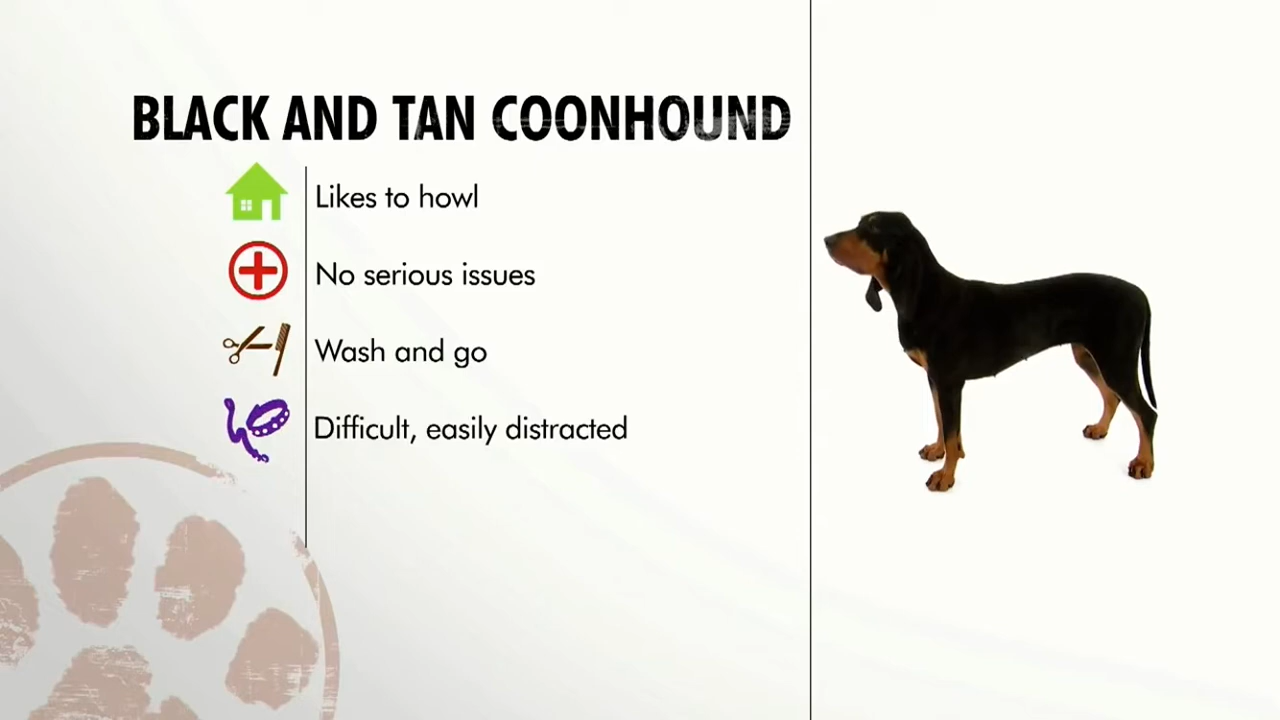 BLACK AND TAN COONHOUND
Likes to howl
No serious issues
Wash and go
Difficult, easily distracted